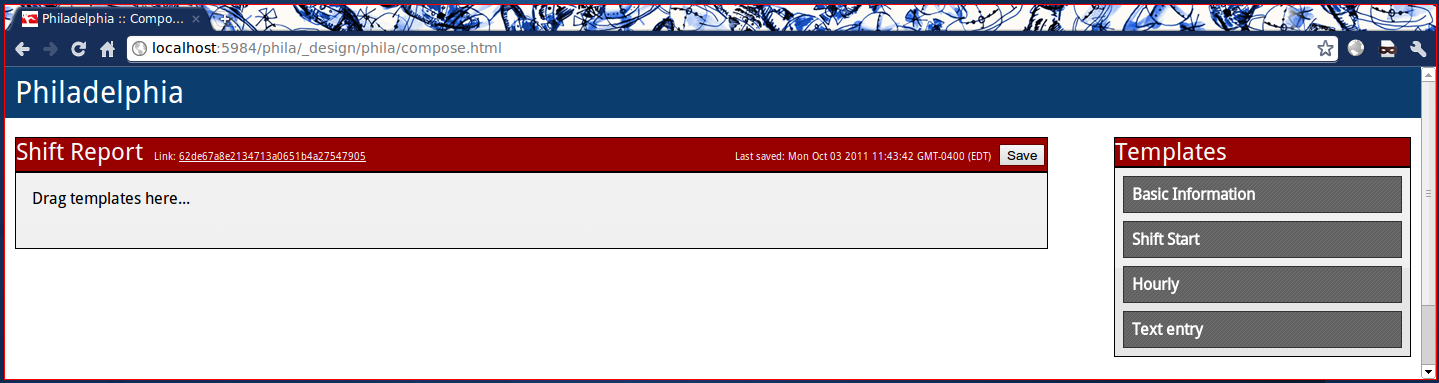 Philadelphia :: Compo...
localhost:5984/phila/_design/phila/compose.html
Philadelphia
Shift Report Link: 62de67a8e2134713a0651b4a27547905 Last saved: Mon Oct 03 2011 11:43:42 GMT-0400 (EDT) Save
Drag templates here...
Templates
Basic Information
Shift Start
Hourly
Text entry